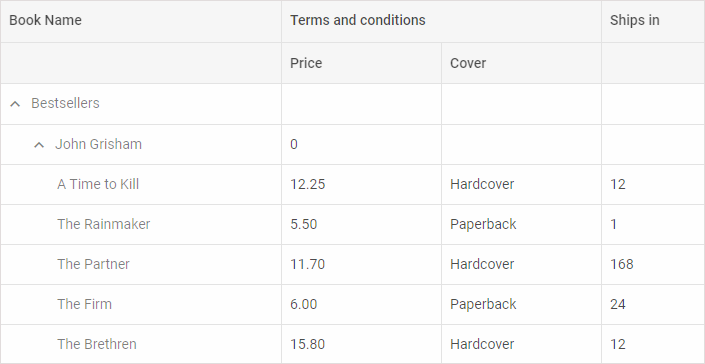 Book Name Terms and conditions Ships in
Price Cover
Bestsellers
John Grisham 0
A Time to Kill 12.25 Hardcover 12
The Rainmaker 5.50 Paperback 1
The Partner 11.70 Hardcover 168
The Firm 6.00 Paperback 24
The Brethren 15.80 Hardcover 12